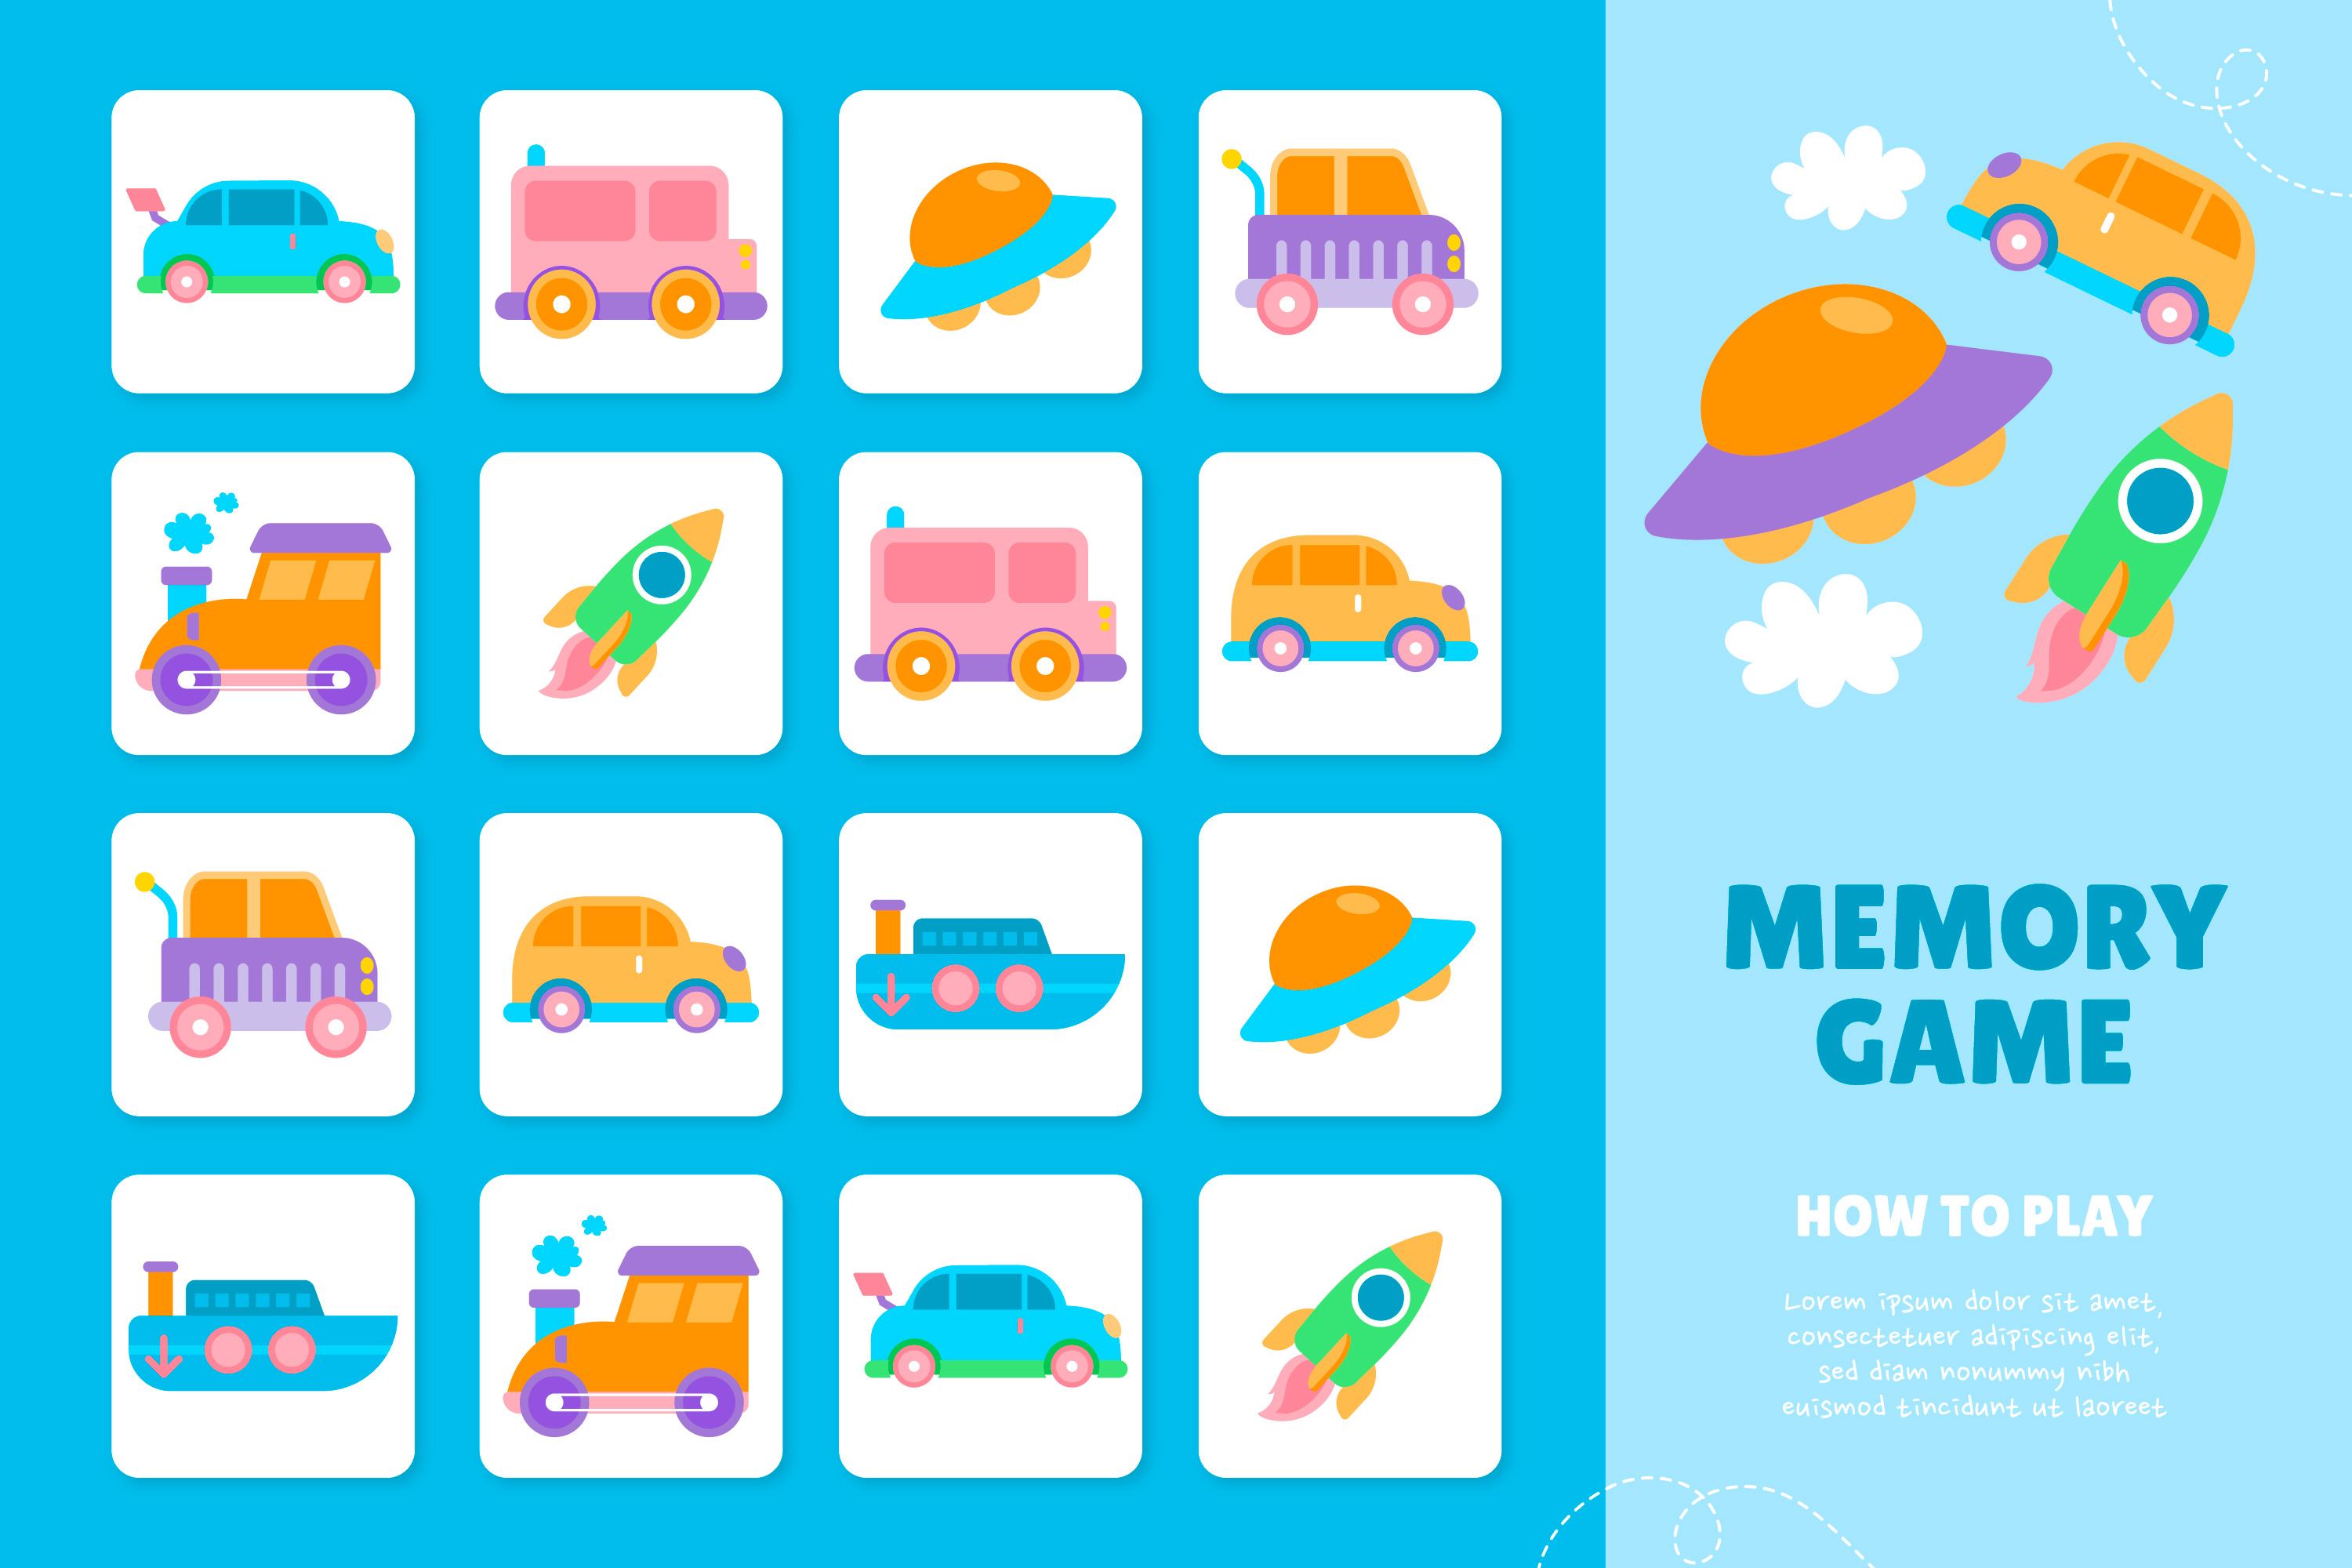 MEMORY
GAME
HOW TO PLAY
Lorem ipsum dolor sit amet,
consectetuer adipiscing elit,
sed diam nonummy nibh
euismod tincidunt ut laoreet